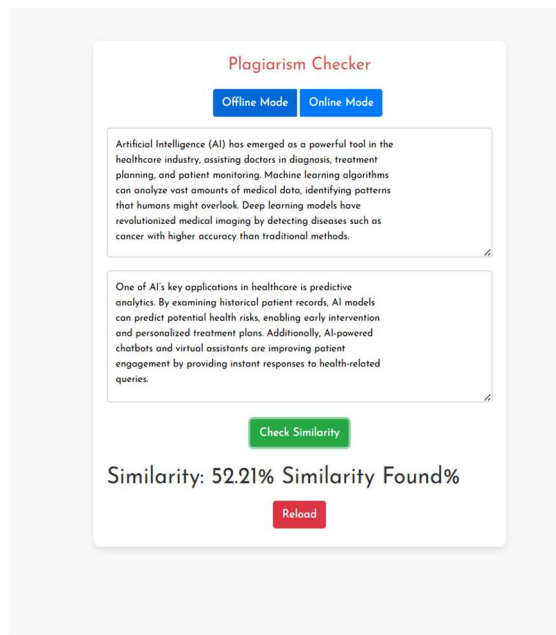 Plagiarism Checker
Offline Mode Online Mode
Artificial Intelligence (AI) has emerged as a powerful tool in the
healthcare industry, assisting doctors in diagnosis, treatment
planning, and patient monitoring. Machine learning algorithms
can analyze vast amounts of medical data, identifying patterns
that humans might overlook. Deep learning models have
revolutionized medical imaging by detecting diseases such as
cancer with higher accuracy than traditional methods.
One of AI's key applications in healthcare is predictive
analytics. By examining historical patient records, AI models
can predict potential health risks, enabling early intervention
and personalized treatment plans. Additionally, AI-powered
chatbots and virtual assistants are improving patient
engagement by providing instant responses to health-related
queries.
Check Similarity
Similarity: 52.21% Similarity Found%
Reload